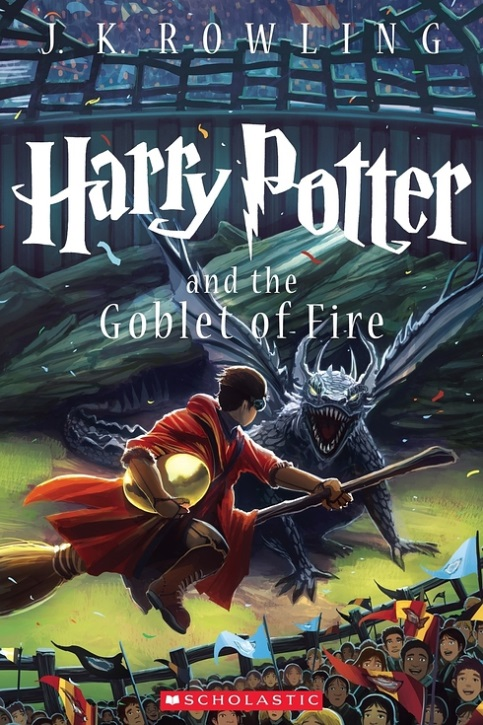 J. K. ROWLING
Harry Potter
and the
Goblet of Fire
SCHOLASTIC